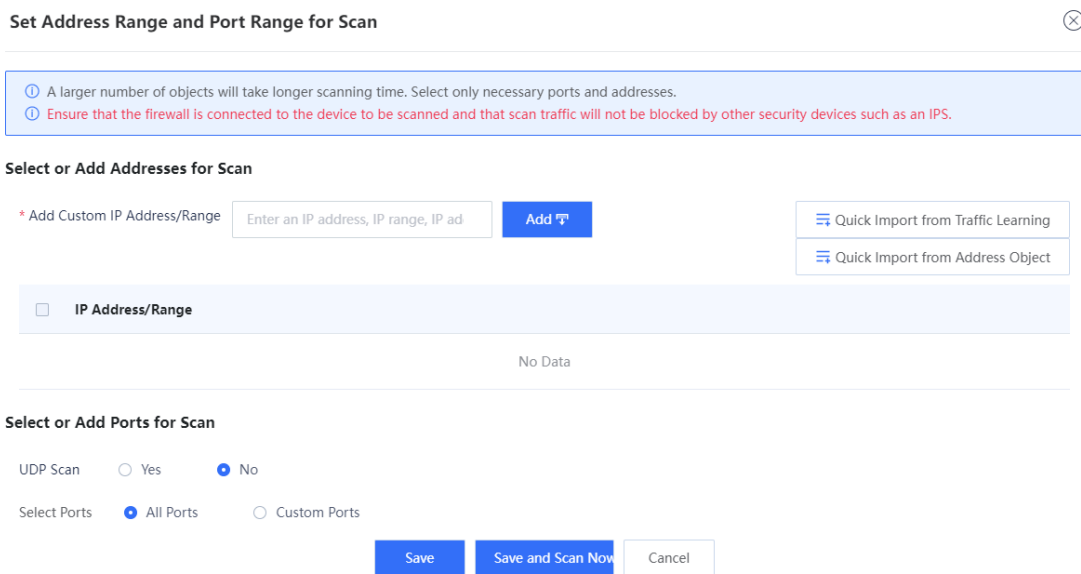 Set Address Range and Port Range for Scan
A larger number of objects will take longer scanning time. Select only necessary ports and addresses.
Ensure that the firewall is connected to the device to be scanned and that scan traffic will not be blocked by other security devices such as an IPS.
Select or Add Addresses for Scan
* Add Custom IP Address/Range Enter an IP address, IP range, IP ad Add Quick Import from Traffic Learning
Quick Import from Address Object
IP Address/Range
No Data
Select or Add Ports for Scan
UDP Scan Yes No
Select Ports All Ports Custom Ports
Save Save and Scan Now Cancel